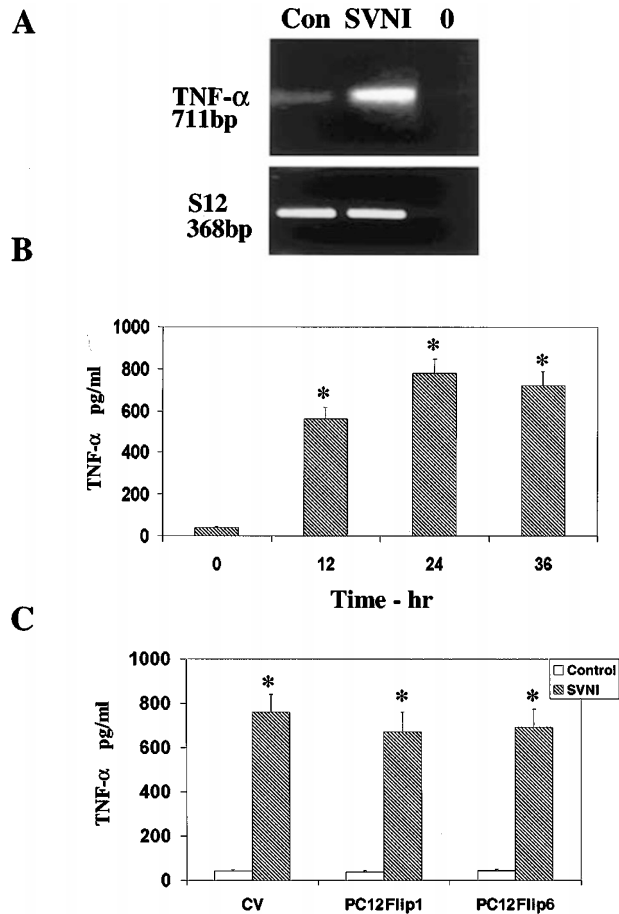 A
Con SVNI 0
TNF-α
711bp
S12
368bp
B
1000
800
600
400
200
0
TNF-α pg/ml
*
*
*
0 12 24 36
Time - hr
C
1000
800
600
400
200
0
TNF-α pg/ml
*
*
*
Control
SVNI
CV PC12Flip1 PC12Flip6